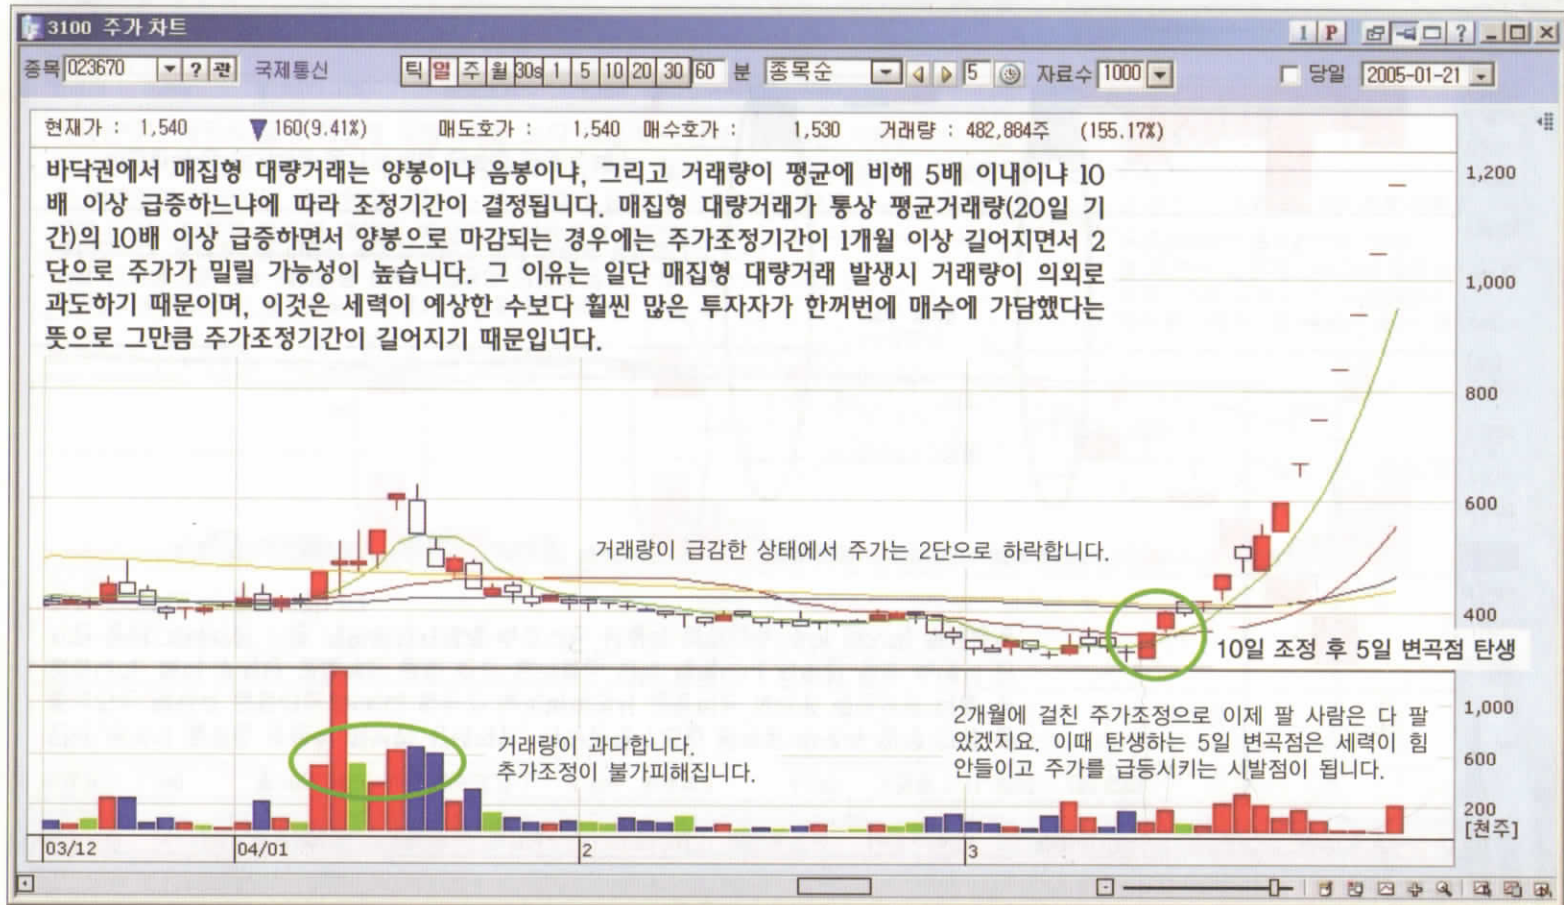 3100 주가 차트
I P ?
종목 023670 ? 관 국제통신 틱 일 주 월 30s 1 5 10 20 30 60 분 종목순 5 자료수 1000 당일 2005-01-21
현재가 : 1,540 ▼ 160(9.41%) 매도호가 : 1,540 매수호가 : 1,530 거래량 : 482,884주 (155.17%)
바닥권에서 매집형 대량거래는 양봉이냐 음봉이냐, 그리고 거래량이 평균에 비해 5배 이내이냐 10
배 이상 급증하느냐에 따라 조정기간이 결정됩니다. 매집형 대량거래가 통상 평균거래량(20일 기
간)의 10배 이상 급증하면서 양봉으로 마감되는 경우에는 주가조정기간이 1개월 이상 길어지면서 2
단으로 주가가 밀릴 가능성이 높습니다. 그 이유는 일단 매집형 대량거래 발생시 거래량이 의외로
과도하기 때문이며, 이것은 세력이 예상한 수보다 훨씬 많은 투자자가 한꺼번에 매수에 가담했다는
뜻으로 그만큼 주가조정기간이 길어지기 때문입니다.
1,200
1,000
800
600
거래량이 급감한 상태에서 주가는 2단으로 하락합니다.
400
10일 조정 후 5일 변곡점 탄생
거래량이 과다합니다.
추가조정이 불가피해집니다.
2개월에 걸친 주가조정으로 이제 팔 사람은 다 팔
았겠지요. 이때 탄생하는 5일 변곡점은 세력이 힘
안들이고 주가를 급등시키는 시발점이 됩니다.
1,000
600
200
[천주]
03/12 04/01 2 3